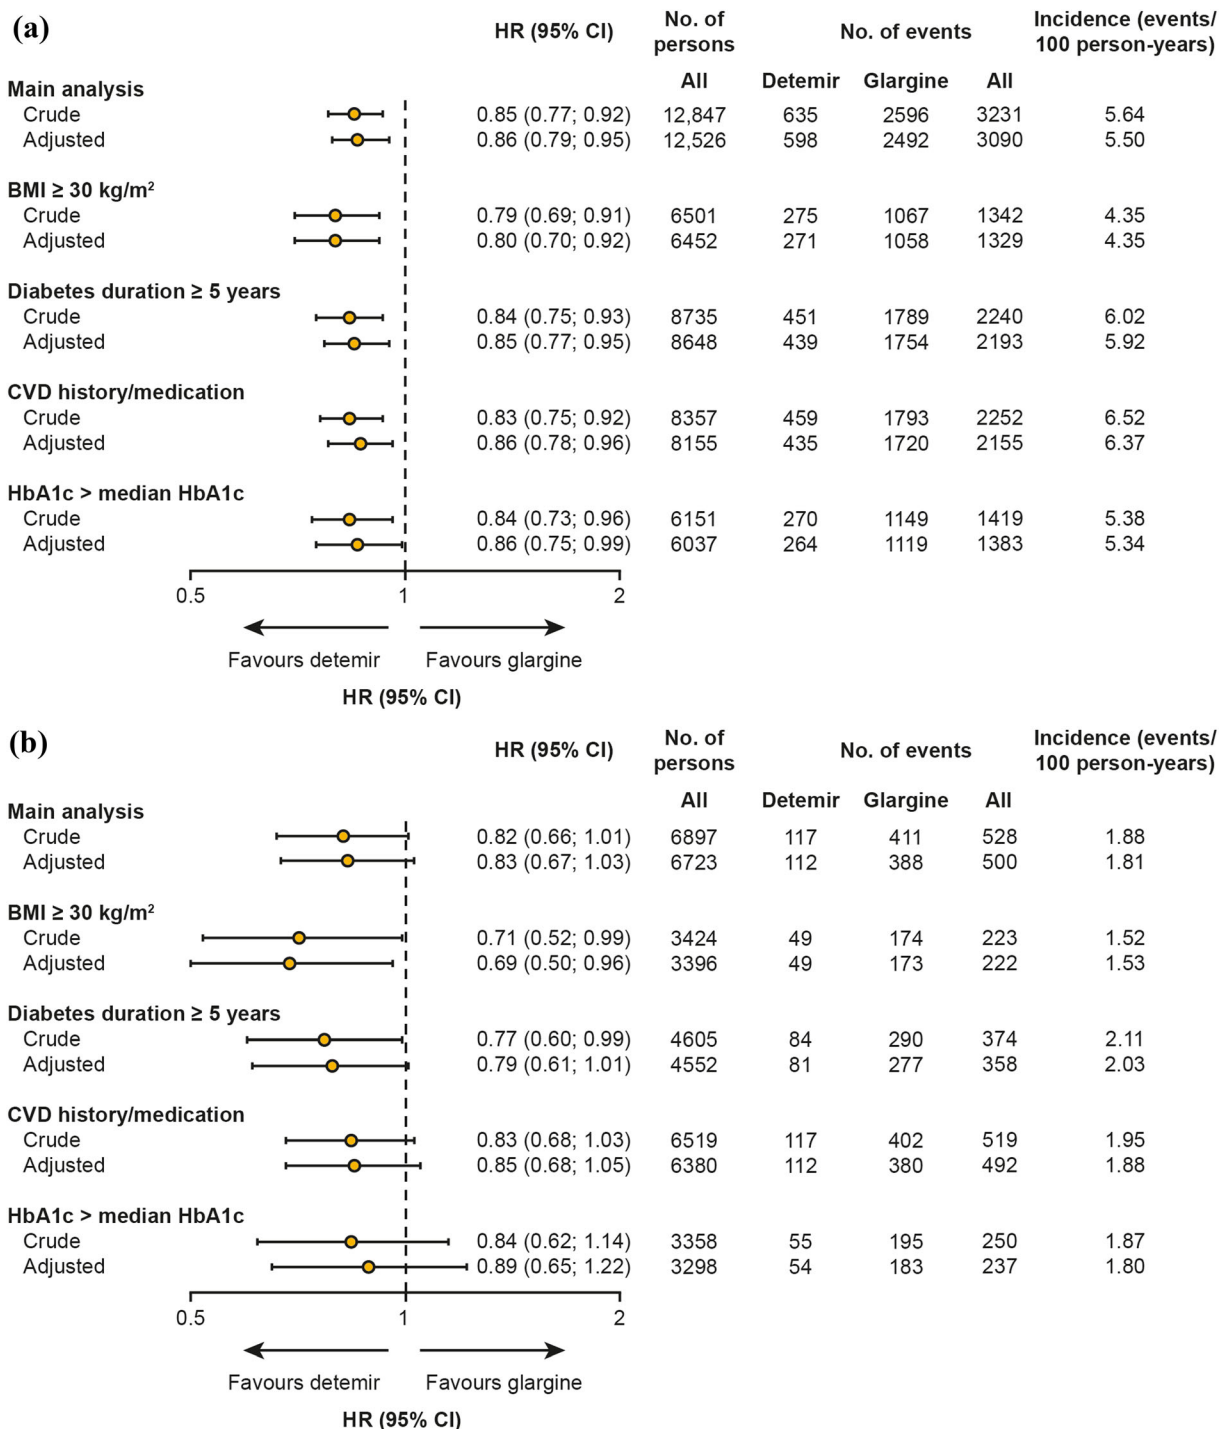 (a)
HR (95% CI) No. of persons No. of events Incidence (events/ 100 person-years)
All Detemir Glargine All
Main analysis
Crude 0.85 (0.77; 0.92) 12,847 635 2596 3231 5.64
Adjusted 0.86 (0.79; 0.95) 12,526 598 2492 3090 5.50
BMI ≥ 30 kg/m²
Crude 0.79 (0.69; 0.91) 6501 275 1067 1342 4.35
Adjusted 0.80 (0.70; 0.92) 6452 271 1058 1329 4.35
Diabetes duration ≥ 5 years
Crude 0.84 (0.75; 0.93) 8735 451 1789 2240 6.02
Adjusted 0.85 (0.77; 0.95) 8648 439 1754 2193 5.92
CVD history/medication
Crude 0.83 (0.75; 0.92) 8357 459 1793 2252 6.52
Adjusted 0.86 (0.78; 0.96) 8155 435 1720 2155 6.37
HbA1c > median HbA1c
Crude 0.84 (0.73; 0.96) 6151 270 1149 1419 5.38
Adjusted 0.86 (0.75; 0.99) 6037 264 1119 1383 5.34
0.5 1 2
Favours detemir Favours glargine
HR (95% CI)
(b)
HR (95% CI) No. of persons No. of events Incidence (events/ 100 person-years)
All Detemir Glargine All
Main analysis
Crude 0.82 (0.66; 1.01) 6897 117 411 528 1.88
Adjusted 0.83 (0.67; 1.03) 6723 112 388 500 1.81
BMI ≥ 30 kg/m²
Crude 0.71 (0.52; 0.99) 3424 49 174 223 1.52
Adjusted 0.69 (0.50; 0.96) 3396 49 173 222 1.53
Diabetes duration ≥ 5 years
Crude 0.77 (0.60; 0.99) 4605 84 290 374 2.11
Adjusted 0.79 (0.61; 1.01) 4552 81 277 358 2.03
CVD history/medication
Crude 0.83 (0.68; 1.03) 6519 117 402 519 1.95
Adjusted 0.85 (0.68; 1.05) 6380 112 380 492 1.88
HbA1c > median HbA1c
Crude 0.84 (0.62; 1.14) 3358 55 195 250 1.87
Adjusted 0.89 (0.65; 1.22) 3298 54 183 237 1.80
0.5 1 2
Favours detemir Favours glargine
HR (95% CI)